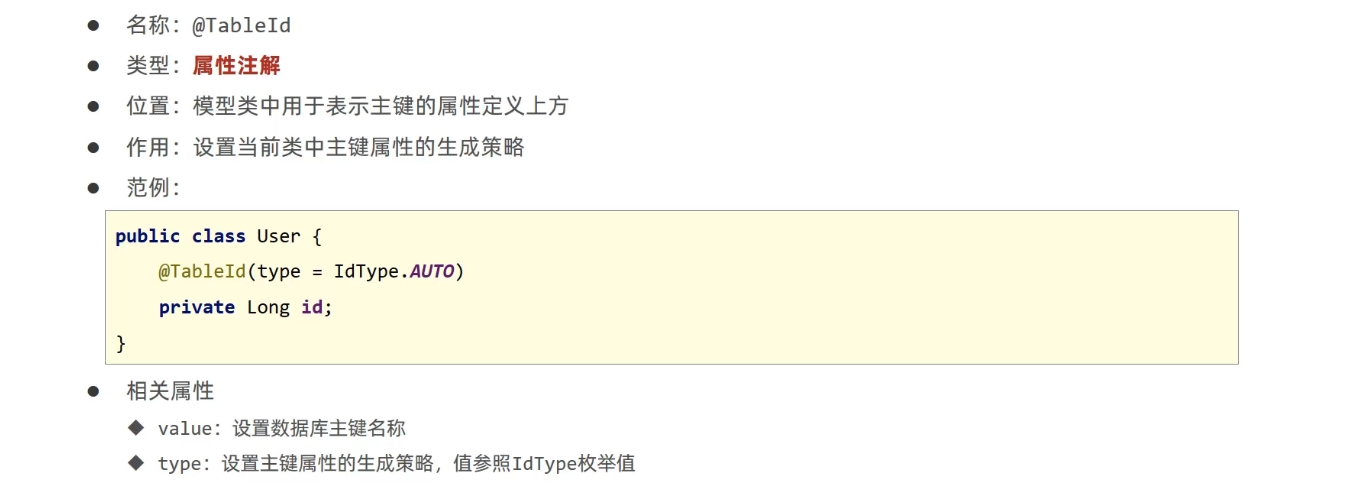 ● 名称：@TableId
● 类型：属性注解
● 位置：模型类中用于表示主键的属性定义上方
● 作用：设置当前类中主键属性的生成策略
● 范例：
public class User {
    @TableId(type = IdType.AUTO)
    private Long id;
}
● 相关属性
◆ value：设置数据库主键名称
◆ type：设置主键属性的生成策略，值参照IdType枚举值